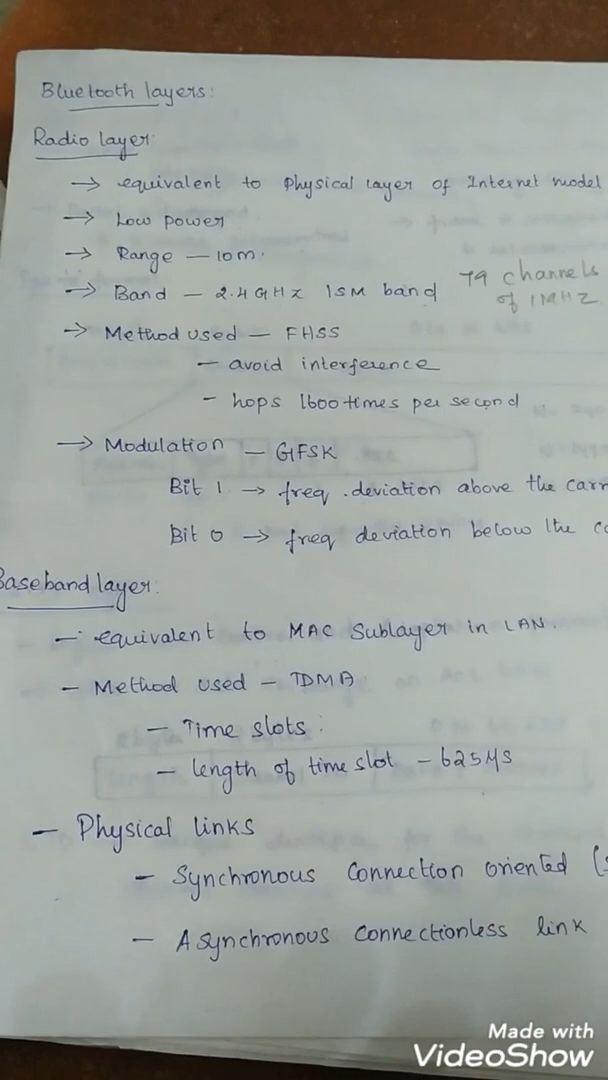 Bluetooth layers:
Radio layer:
→ equivalent to Physical layer of Internet model
→ Low power
→ Range — 10m.
→ Band — 2.4GHz ISM band 79 channels of 1MHZ
→ Method used — FHSS
— avoid interference
- hops 1600 times per second
→ Modulation — GFSK
Bit 1 → freq. deviation above the carr
Bit 0 → freq deviation below the c
Baseband layer:
— equivalent to MAC Sublayer in LAN.
— Method used — TDMA
— Time slots:
— length of time slot — 625μs
— Physical links
— Synchronous connection oriented (s
— Asynchronous connectionless link
Made with
VideoShow